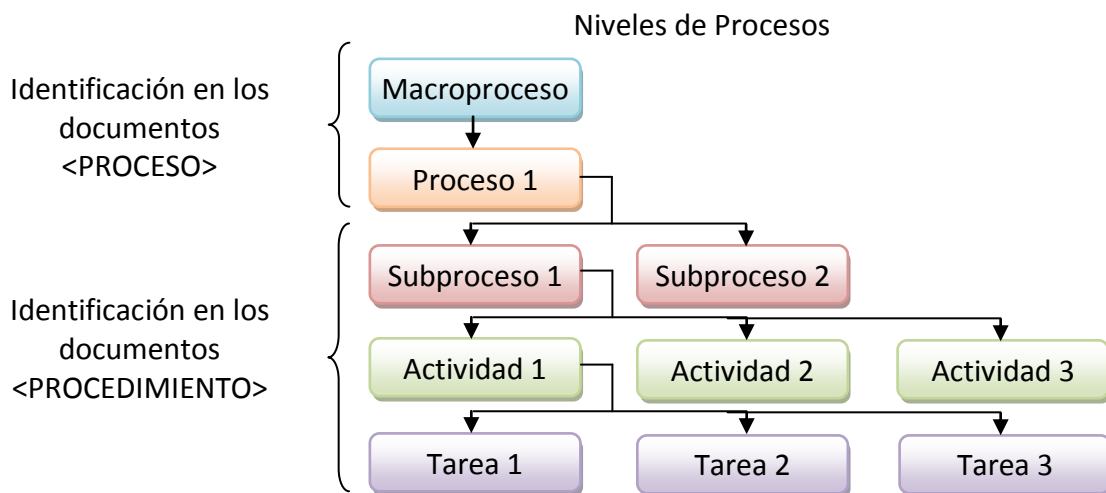 Niveles de Procesos
Identificación en los
documentos
<PROCESO>
Macroproceso
Proceso 1
Identificación en los
documentos
<PROCEDIMIENTO>
Subproceso 1
Subproceso 2
Actividad 1
Actividad 2
Actividad 3
Tarea 1
Tarea 2
Tarea 3